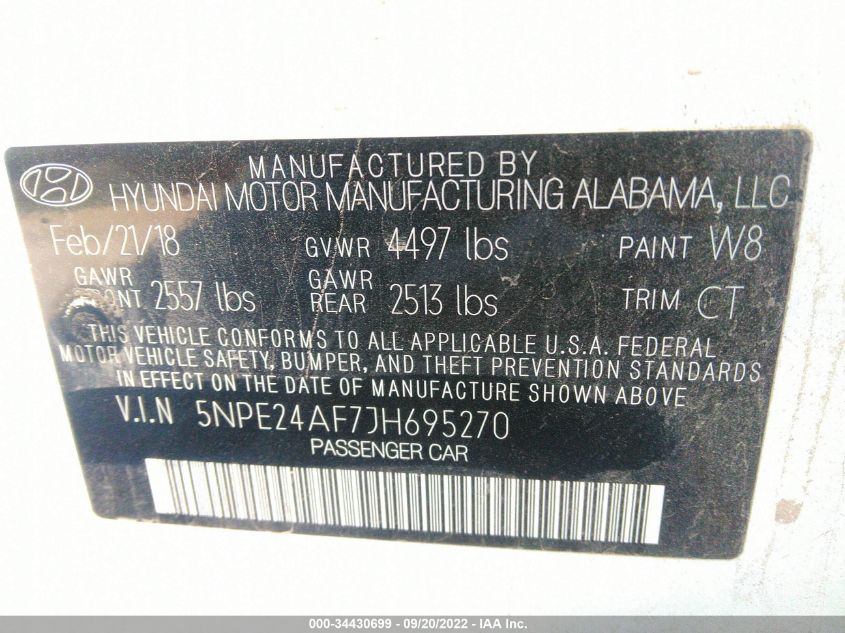 MANUFACTURED BY
HYUNDAI MOTOR MANUFACTURING ALABAMA, LLC
Feb/21/18 GVWR 4497 lbs PAINT W8
GAWR FRONT 2557 lbs GAWR REAR 2513 lbs TRIM CT
THIS VEHICLE CONFORMS TO ALL APPLICABLE U.S.A. FEDERAL
MOTOR VEHICLE SAFETY, BUMPER, AND THEFT PREVENTION STANDARDS
IN EFFECT ON THE DATE OF MANUFACTURE SHOWN ABOVE
V.I.N 5NPE24AF7JH695270
PASSENGER CAR
000-34430699 - 09/20/2022 - IAA Inc.